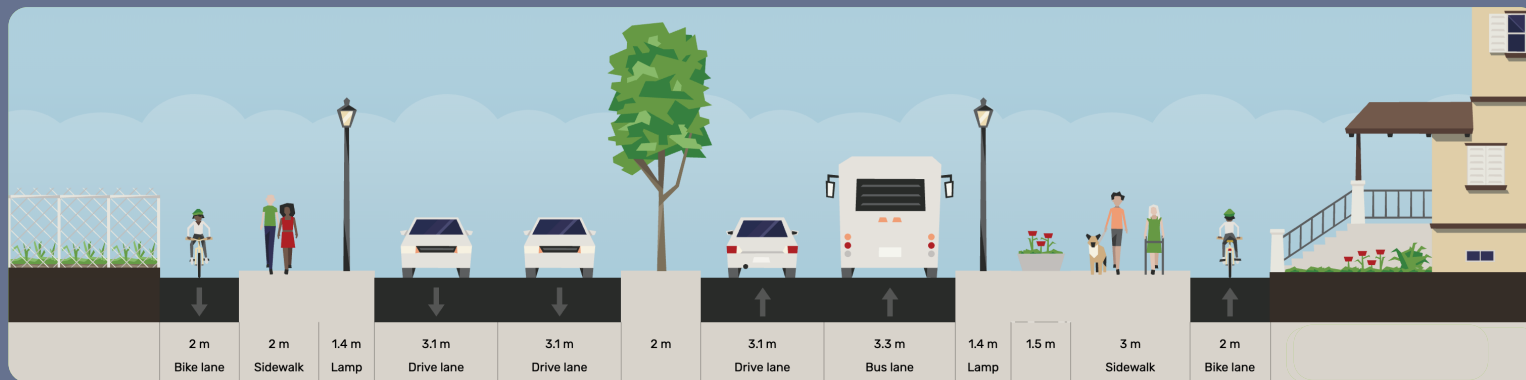 2 m
Bike lane
2 m
Sidewalk
1.4 m
Lamp
3.1 m
Drive lane
3.1 m
Drive lane
2 m
3.1 m
Drive lane
3.3 m
Bus lane
1.4 m
Lamp
1.5 m
3 m
Sidewalk
2 m
Bike lane